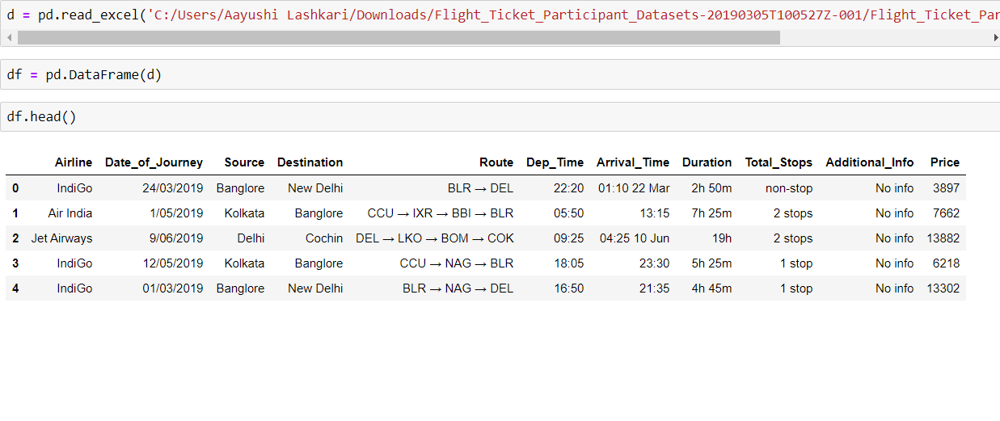 d = pd.read_excel('C:/Users/Aayushi Lashkari/Downloads/Flight_Ticket_Participant_Datasets-20190305T100527Z-001/Flight_Ticket_Par
df = pd.DataFrame(d)
df.head()
Airline Date_of_Journey Source Destination Route Dep_Time Arrival_Time Duration Total_Stops Additional_Info Price
0 IndiGo 24/03/2019 Banglore New Delhi BLR → DEL 22:20 01:10 22 Mar 2h 50m non-stop No info 3897
1 Air India 1/05/2019 Kolkata Banglore CCU → IXR → BBI → BLR 05:50 13:15 7h 25m 2 stops No info 7662
2 Jet Airways 9/06/2019 Delhi Cochin DEL → LKO → BOM → COK 09:25 04:25 10 Jun 19h 2 stops No info 13882
3 IndiGo 12/05/2019 Kolkata Banglore CCU → NAG → BLR 18:05 23:30 5h 25m 1 stop No info 6218
4 IndiGo 01/03/2019 Banglore New Delhi BLR → NAG → DEL 16:50 21:35 4h 45m 1 stop No info 13302